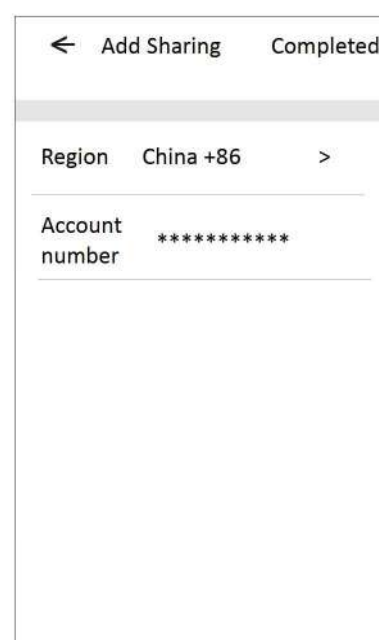 ← Add Sharing Completed
Region China +86 >
Account
number ***********